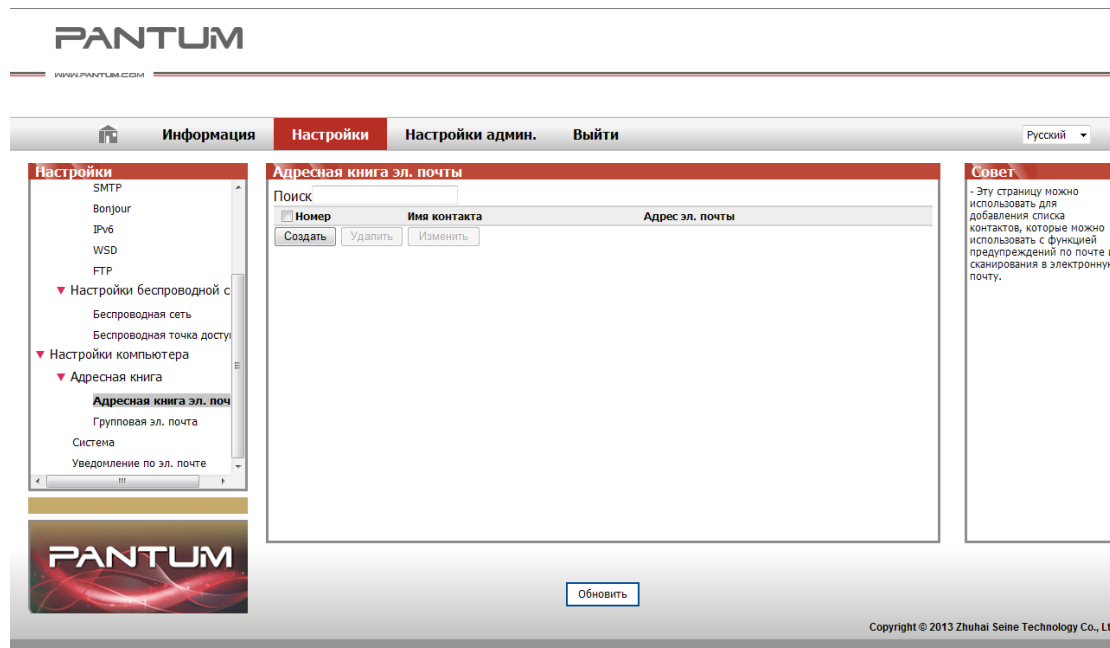 PANTUM
WWW.PANTUM.COM
Информация Настройки Настройки админ. Выйти Русский
Настройки
SMTP
Bonjour
IPv6
WSD
FTP
Настройки беспроводной с
Беспроводная сеть
Беспроводная точка досту
Настройки компьютера
Адресная книга
Адресная книга эл. поч
Групповая эл. почта
Система
Уведомление по эл. почте
PANTUM
Адресная книга эл. почты
Поиск
Номер Имя контакта Адрес эл. почты
Создать Удалить Изменить
Совет
- Эту страницу можно
использовать для
добавления списка
контактов, которые можно
использовать с функцией
предупреждений по почте и
сканирования в электронную
почту.
Обновить
Copyright © 2013 Zhuhai Seine Technology Co., Lt